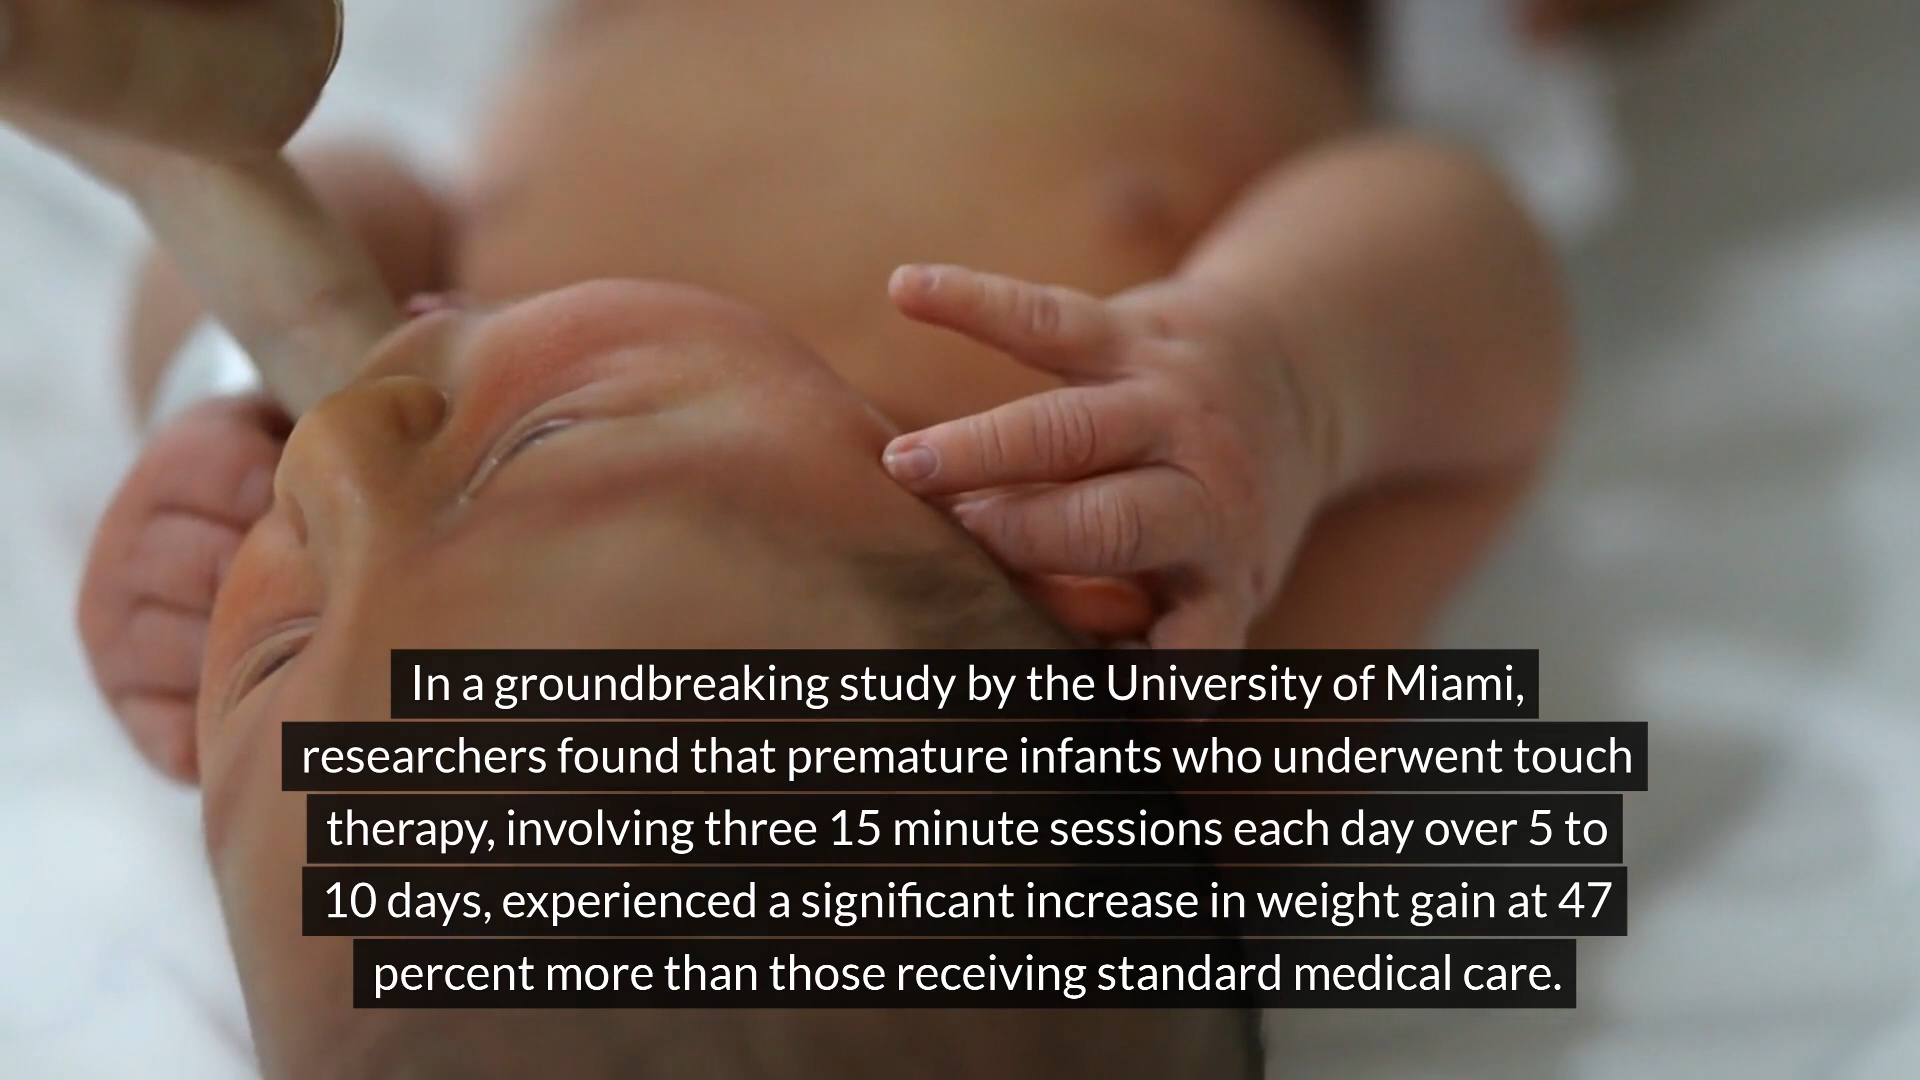 In a groundbreaking study by the University of Miami,
researchers found that premature infants who underwent touch
therapy, involving three 15 minute sessions each day over 5 to
10 days, experienced a significant increase in weight gain at 47
percent more than those receiving standard medical care.